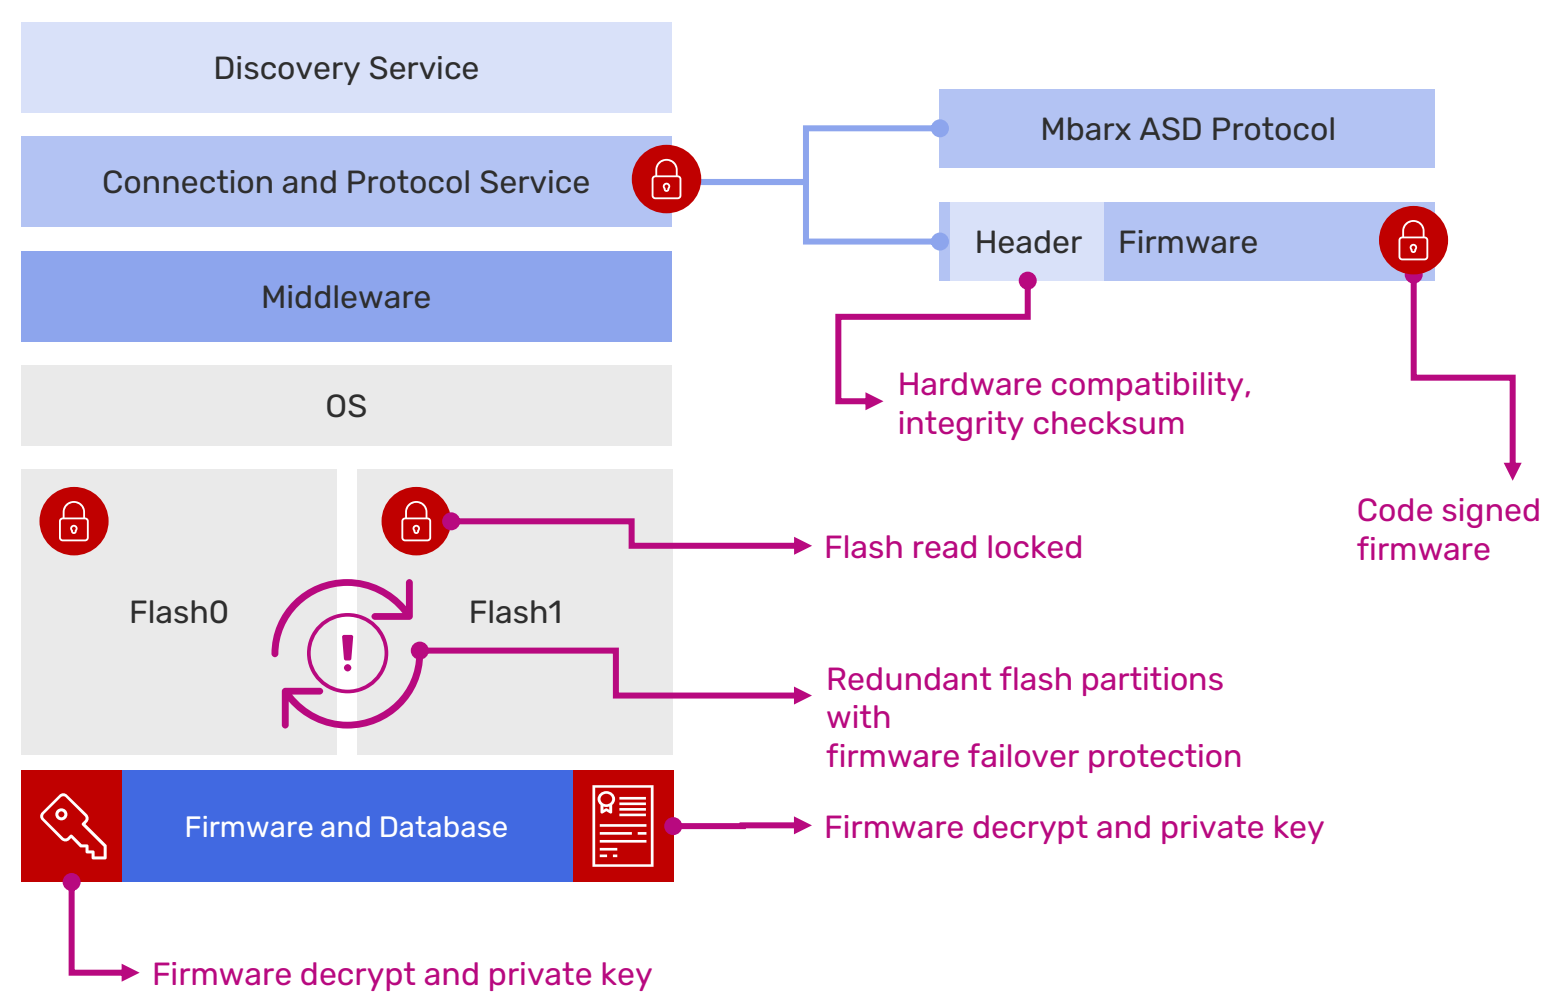 Discovery Service
Connection and Protocol Service
Middleware
OS
Flash0
Flash1
Firmware and Database
Mbarx ASD Protocol
Header
Firmware
Hardware compatibility,
integrity checksum
Code signed
firmware
Flash read locked
!
Redundant flash partitions
with
firmware failover protection
Firmware decrypt and private key
Firmware decrypt and private key